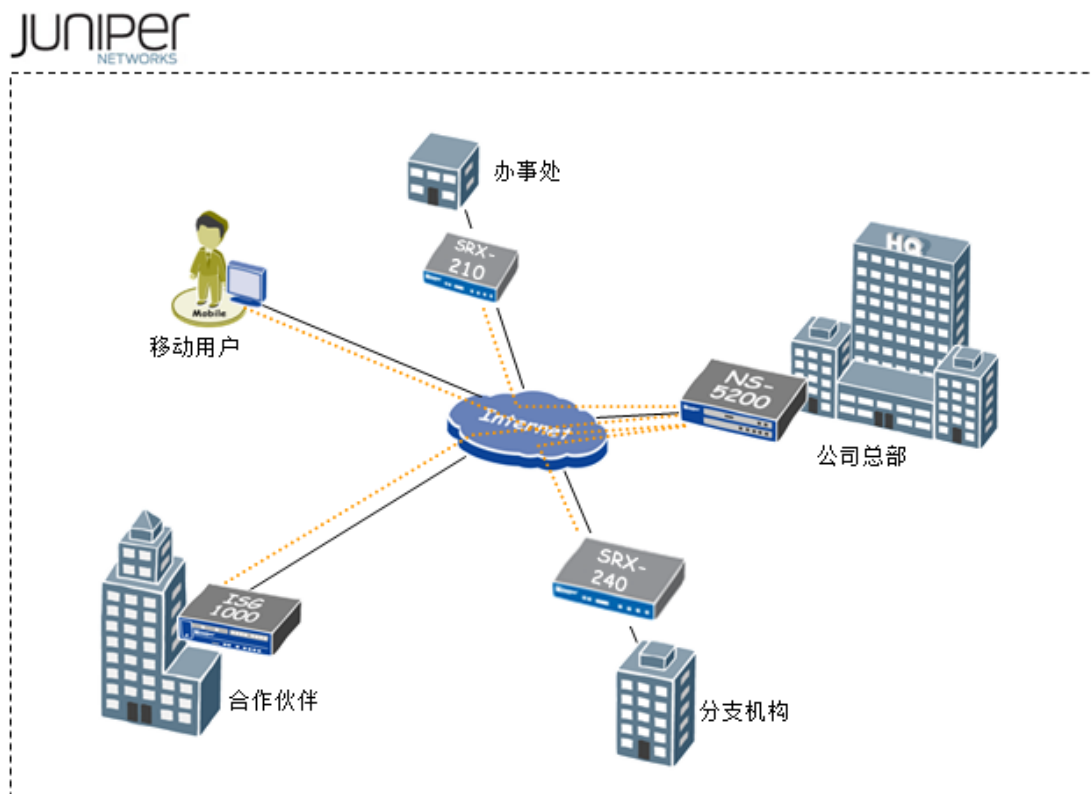 JUNIPER
NETWORKS
办事处
SRX-
210
HQ
Mobile
移动用户
NS-
5200
Internet
公司总部
SRX-
240
ISG
1000
合作伙伴
分支机构